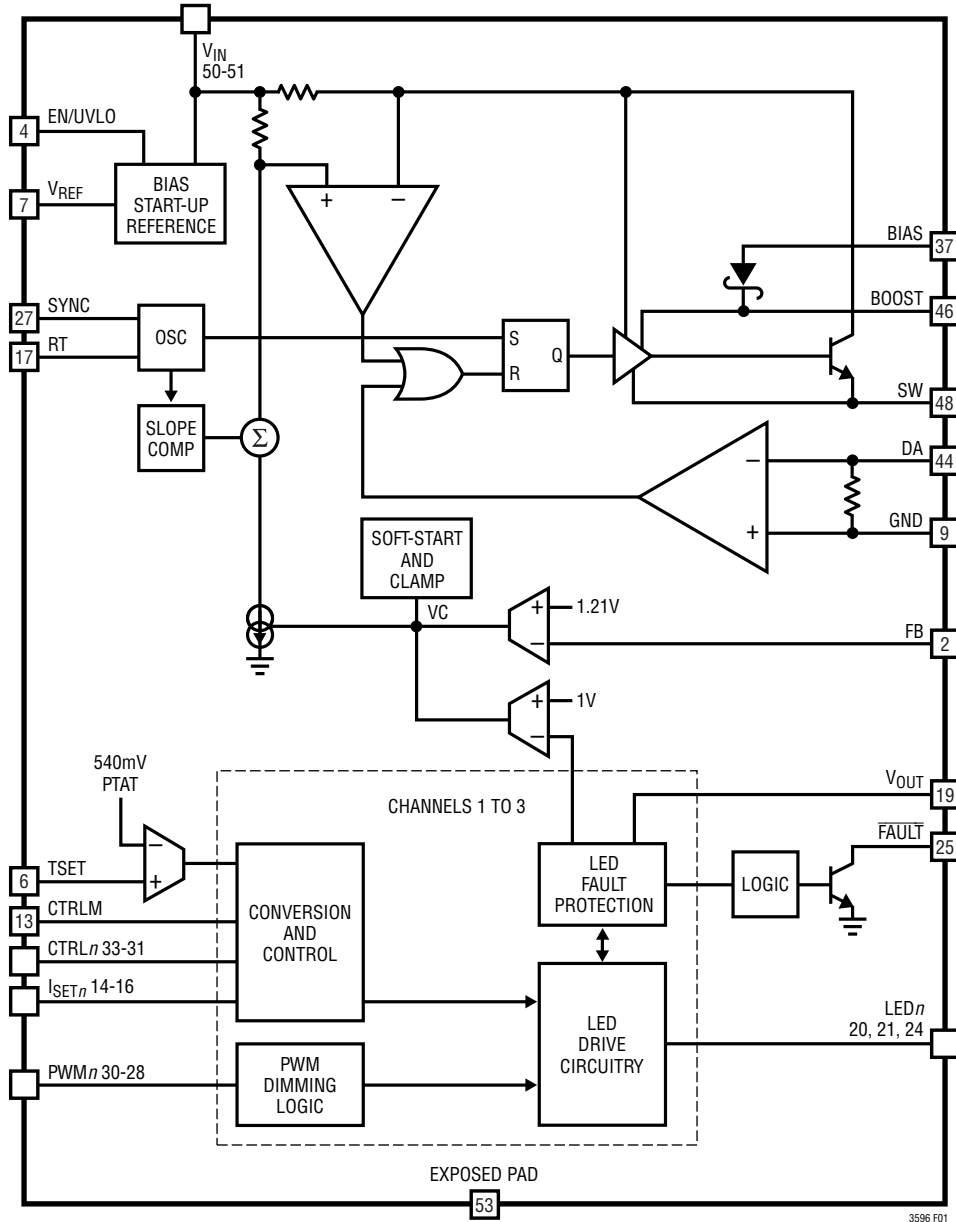 VIN
50-51
4
EN/UVLO
7
VREF
BIAS
START-UP
REFERENCE
+
−
BIAS
37
BOOST
46
27
SYNC
17
RT
OSC
S
R
Q
SW
48
SLOPE
COMP
Σ
−
+
DA
44
GND
9
SOFT-START
AND
CLAMP
VC
+
−
1.21V
FB
2
+
−
1V
540mV
PTAT
−
+
CHANNELS 1 TO 3
VOUT
19
FAULT
25
6
TSET
13
CTRLM
CTRLn 33-31
ISETn 14-16
CONVERSION
AND
CONTROL
LED
FAULT
PROTECTION
LOGIC
LED
DRIVE
CIRCUITRY
LEDn
20, 21, 24
PWMn 30-28
PWM
DIMMING
LOGIC
EXPOSED PAD
53
3596 F01